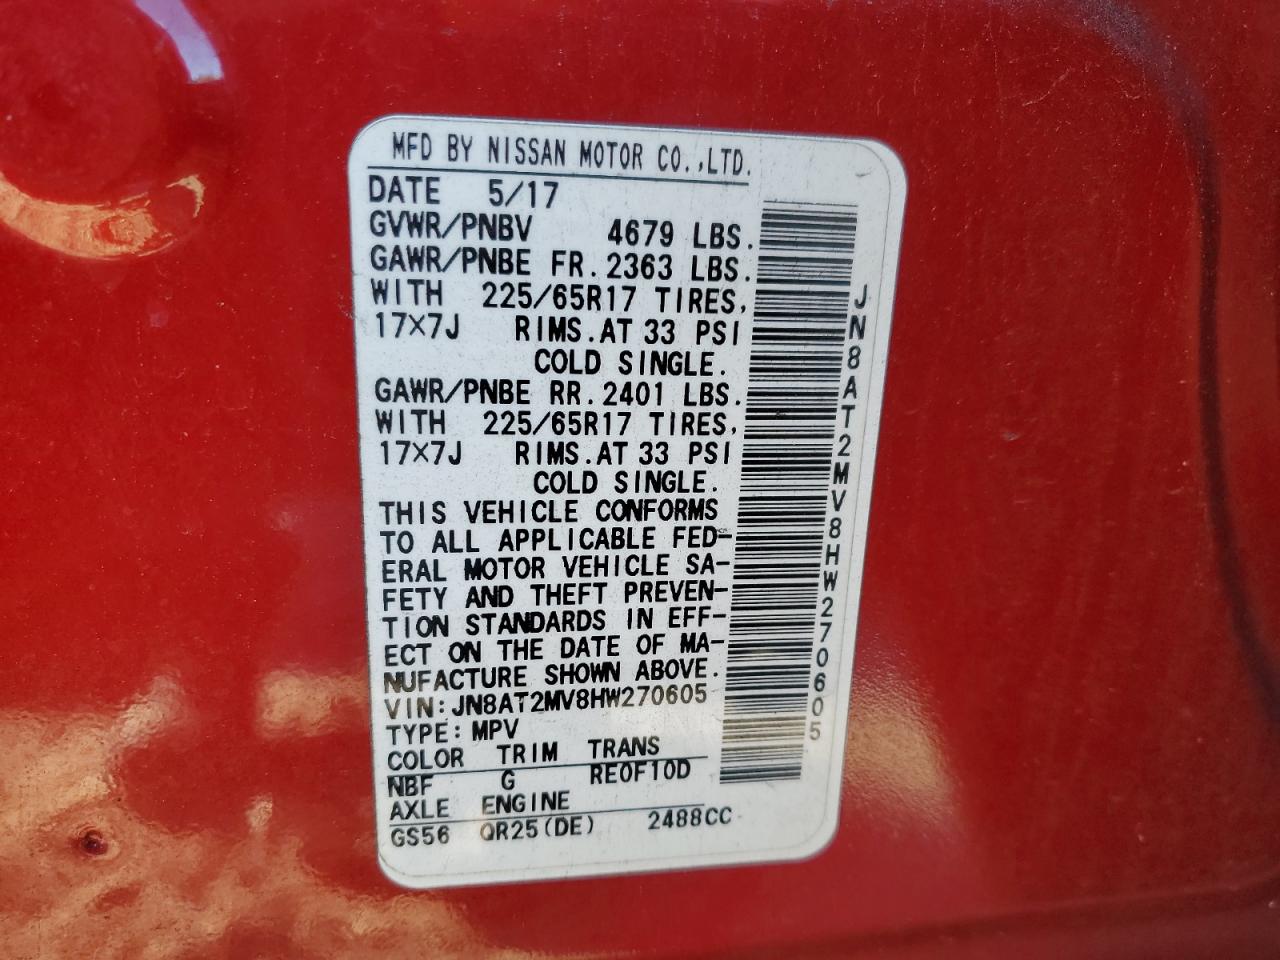 MFD BY NISSAN MOTOR CO.,LTD.
DATE 5/17
GVWR/PNBV 4679 LBS.
GAWR/PNBE FR.2363 LBS.
WITH 225/65R17 TIRES,
17X7J RIMS.AT 33 PSI
COLD SINGLE.
GAWR/PNBE RR.2401 LBS.
WITH 225/65R17 TIRES,
17X7J RIMS.AT 33 PSI
COLD SINGLE.
THIS VEHICLE CONFORMS
TO ALL APPLICABLE FED-
ERAL MOTOR VEHICLE SA-
FETY AND THEFT PREVEN-
TION STANDARDS IN EFF-
ECT ON THE DATE OF MA-
NUFACTURE SHOWN ABOVE.
VIN:JN8AT2MV8HW270605
TYPE:MPV
COLOR TRIM TRANS
NBF G RE0F10D
AXLE ENGINE
GS56 QR25(DE) 2488CC
JN8AT2MV8HW270605